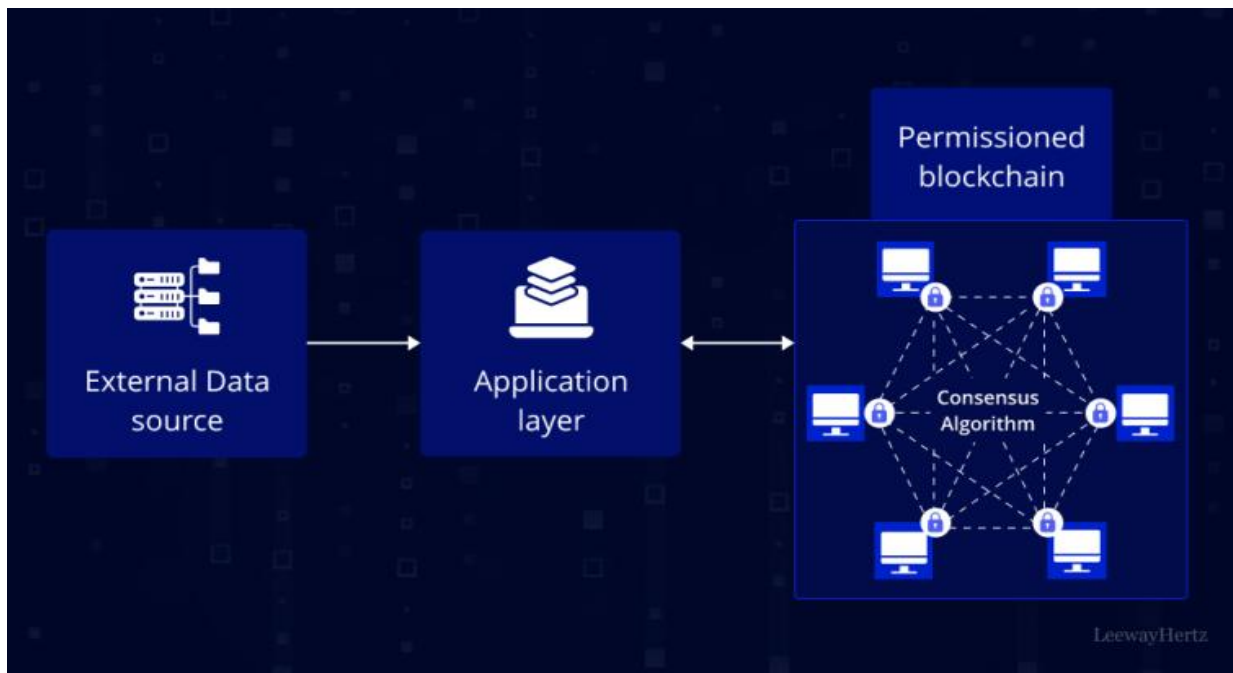 Permissioned
blockchain
External Data
source
Application
layer
Consensus
Algorithm
LeewayHertz